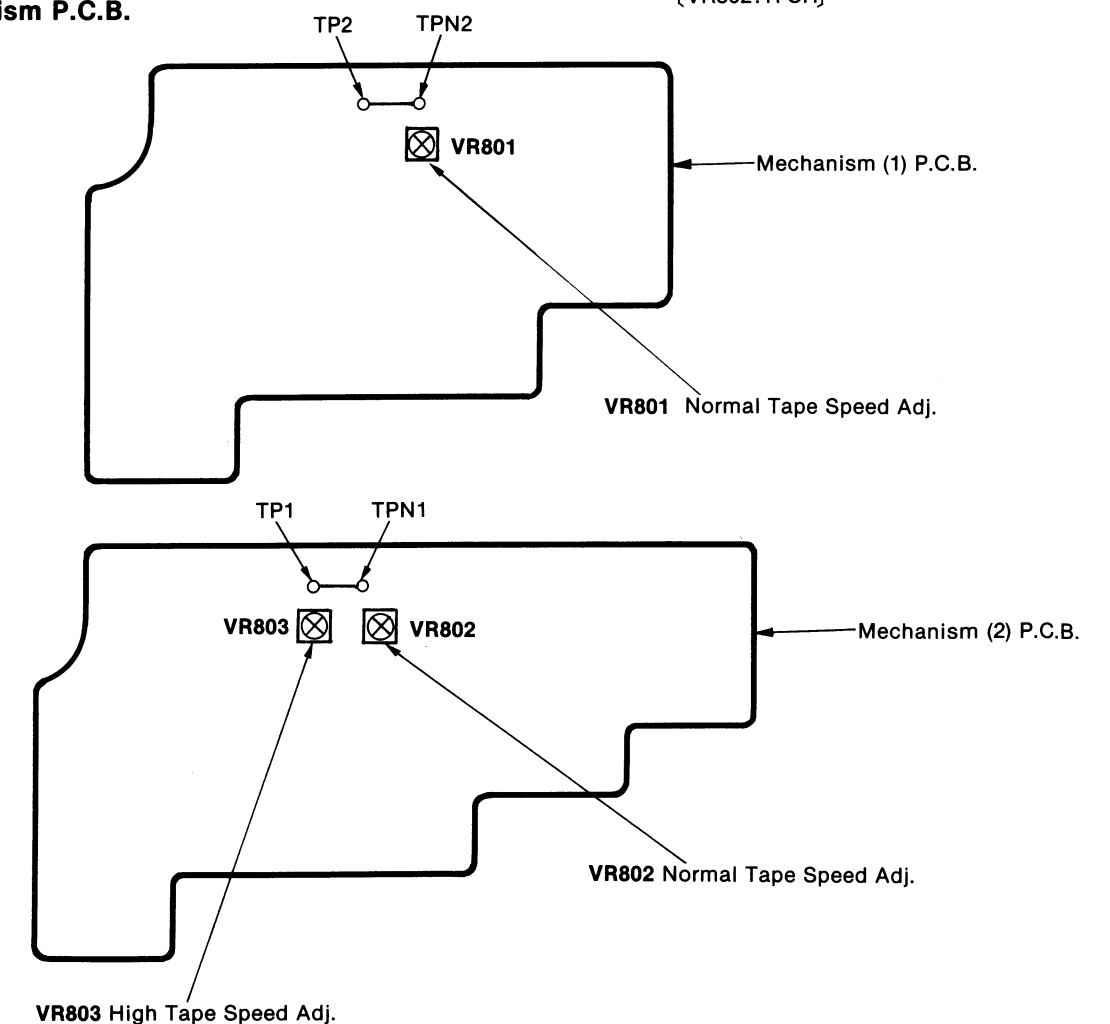 ism P.C.B.
TP2 TPN2
VR801
Mechanism (1) P.C.B.
VR801 Normal Tape Speed Adj.
TP1 TPN1
VR803 VR802
Mechanism (2) P.C.B.
VR802 Normal Tape Speed Adj.
VR803 High Tape Speed Adj.